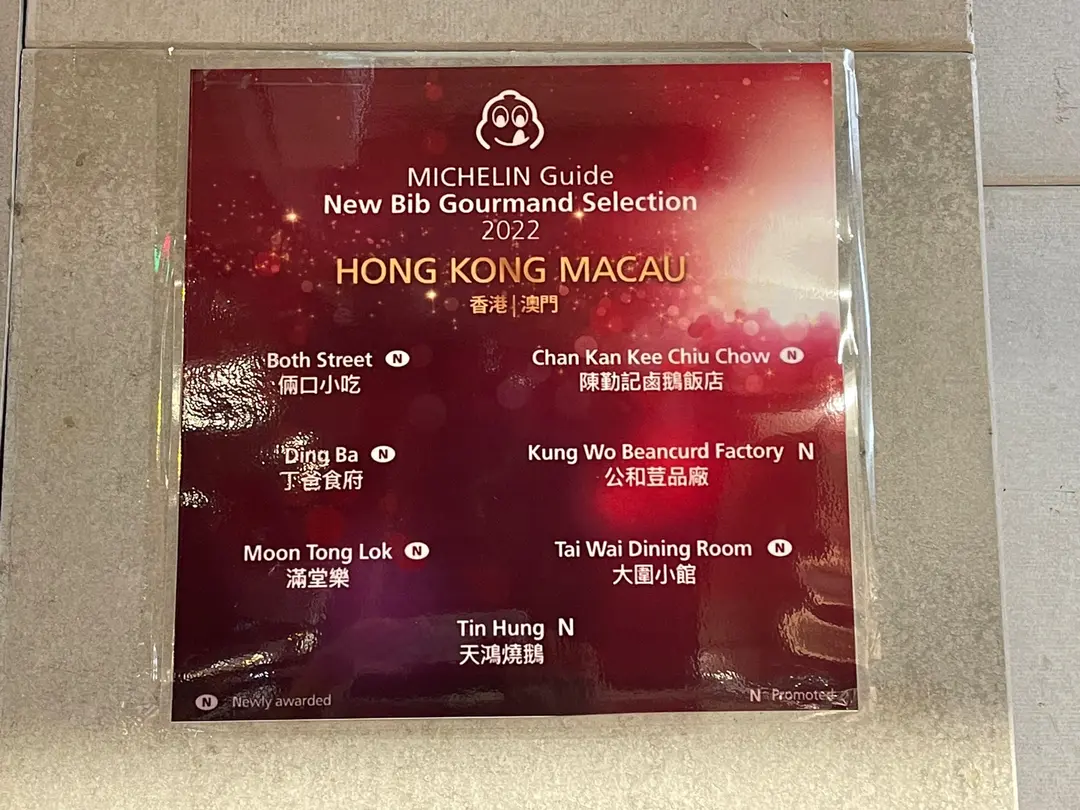 MICHELIN Guide
New Bib Gourmand Selection
2022
HONG KONG MACAU
香港|澳門
Both Street N
倆口小吃
Chan Kan Kee Chiu Chow N
陳勤記鹵鵝飯店
Ding Ba N
丁爸食府
Kung Wo Beancurd Factory N
公和荳品廠
Moon Tong Lok N
滿堂樂
Tai Wai Dining Room N
大圍小館
Tin Hung N
天鴻燒鵝
N Newly awarded
N Promoted